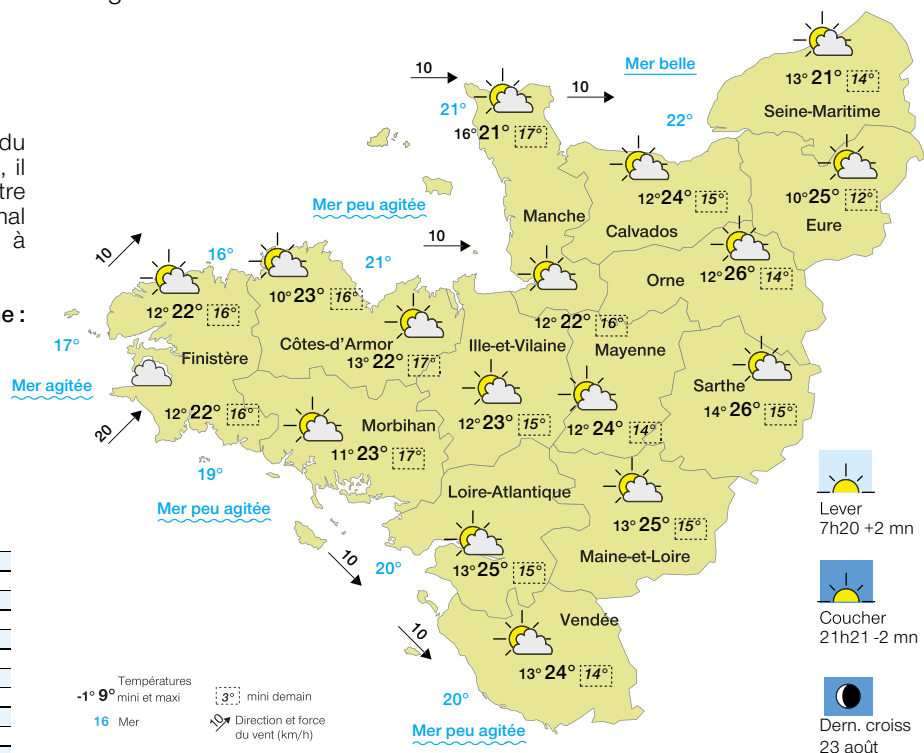 du
, il
tre
nal
à
e :
10
10
Mer belle
21°
22°
13° 21° 14°
Seine-Maritime
16° 21° 17°
12° 24° 15°
10° 25° 12°
Mer peu agitée
Manche
Calvados
Eure
10
16°
10
21°
Orne
12° 26° 14°
12° 22° 16°
10° 23° 16°
12° 22° 16°
17°
Finistère
Côtes-d'Armor
13° 22° 17°
Ille-et-Vilaine
Mayenne
Mer agitée
Sarthe
14° 26° 15°
20
12° 22° 16°
Morbihan
11° 23° 17°
12° 23° 15°
12° 24° 14°
19°
Mer peu agitée
Loire-Atlantique
13° 25° 15°
Maine-et-Loire
10
20°
13° 25° 15°
10
Vendée
13° 24° 14°
20°
Mer peu agitée
-1° 9° Températures
mini et maxi
3° mini demain
16 Mer
10 Direction et force
du vent (km/h)
Lever
7h20 +2 mn
Coucher
21h21 -2 mn
Dern. croiss
23 août